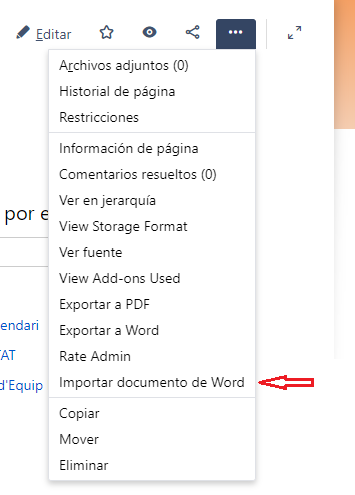 Editar
Archivos adjuntos (0)
Historial de página
Restricciones
Información de página
Comentarios resueltos (0)
por e
Ver en jerarquía
View Storage Format
Ver fuente
View Add-ons Used
Exportar a PDF
endari
Exportar a Word
TAT
Rate Admin
d'Equip
Importar documento de Word
Copiar
Mover
Eliminar